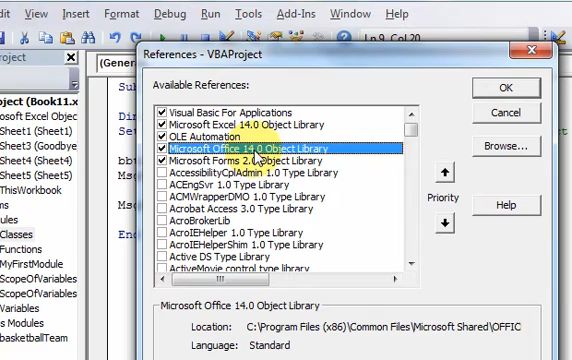 dit View Insert Format Debug Run Tools Add-Ins Window Help
Ln 9, Col 20
roject
oject (Book11.x
osoft Excel Objec
Sheet1 (Sheet1)
Sheet3 (Goodbye
Sheet4 (Sheet4)
Sheet5 (Sheet5)
ThisWorkbook
ms
ules
Classes
Functions
MyFirstModule
ScopeOfVariables
ScopeOfVariables
Variables
s Modules
basketballTeam
(Gener
Su
Di
Set
bbt
Msg
Msg
End
References - VBAProject
Available References:
Visual Basic For Applications
Microsoft Excel 14.0 Object Library
OLE Automation
Microsoft Office 14.0 Object Library
Microsoft Forms 2.0 Object Library
AccessibilityCplAdmin 1.0 Type Library
ACEngSvr 1.0 Type Library
ACMWrapperDMO 1.0 Type Library
Acrobat Access 3.0 Type Library
AcroBrokerLib
AcroIEHelper 1.0 Type Library
AcroIEHelperShim 1.0 Type Library
Active DS Type Library
ActiveMovie control type library
Priority
OK
Cancel
Browse...
Help
Microsoft Office 14.0 Object Library
Location: C:\Program Files (x86)\Common Files\Microsoft Shared\OFFIC
Language: Standard